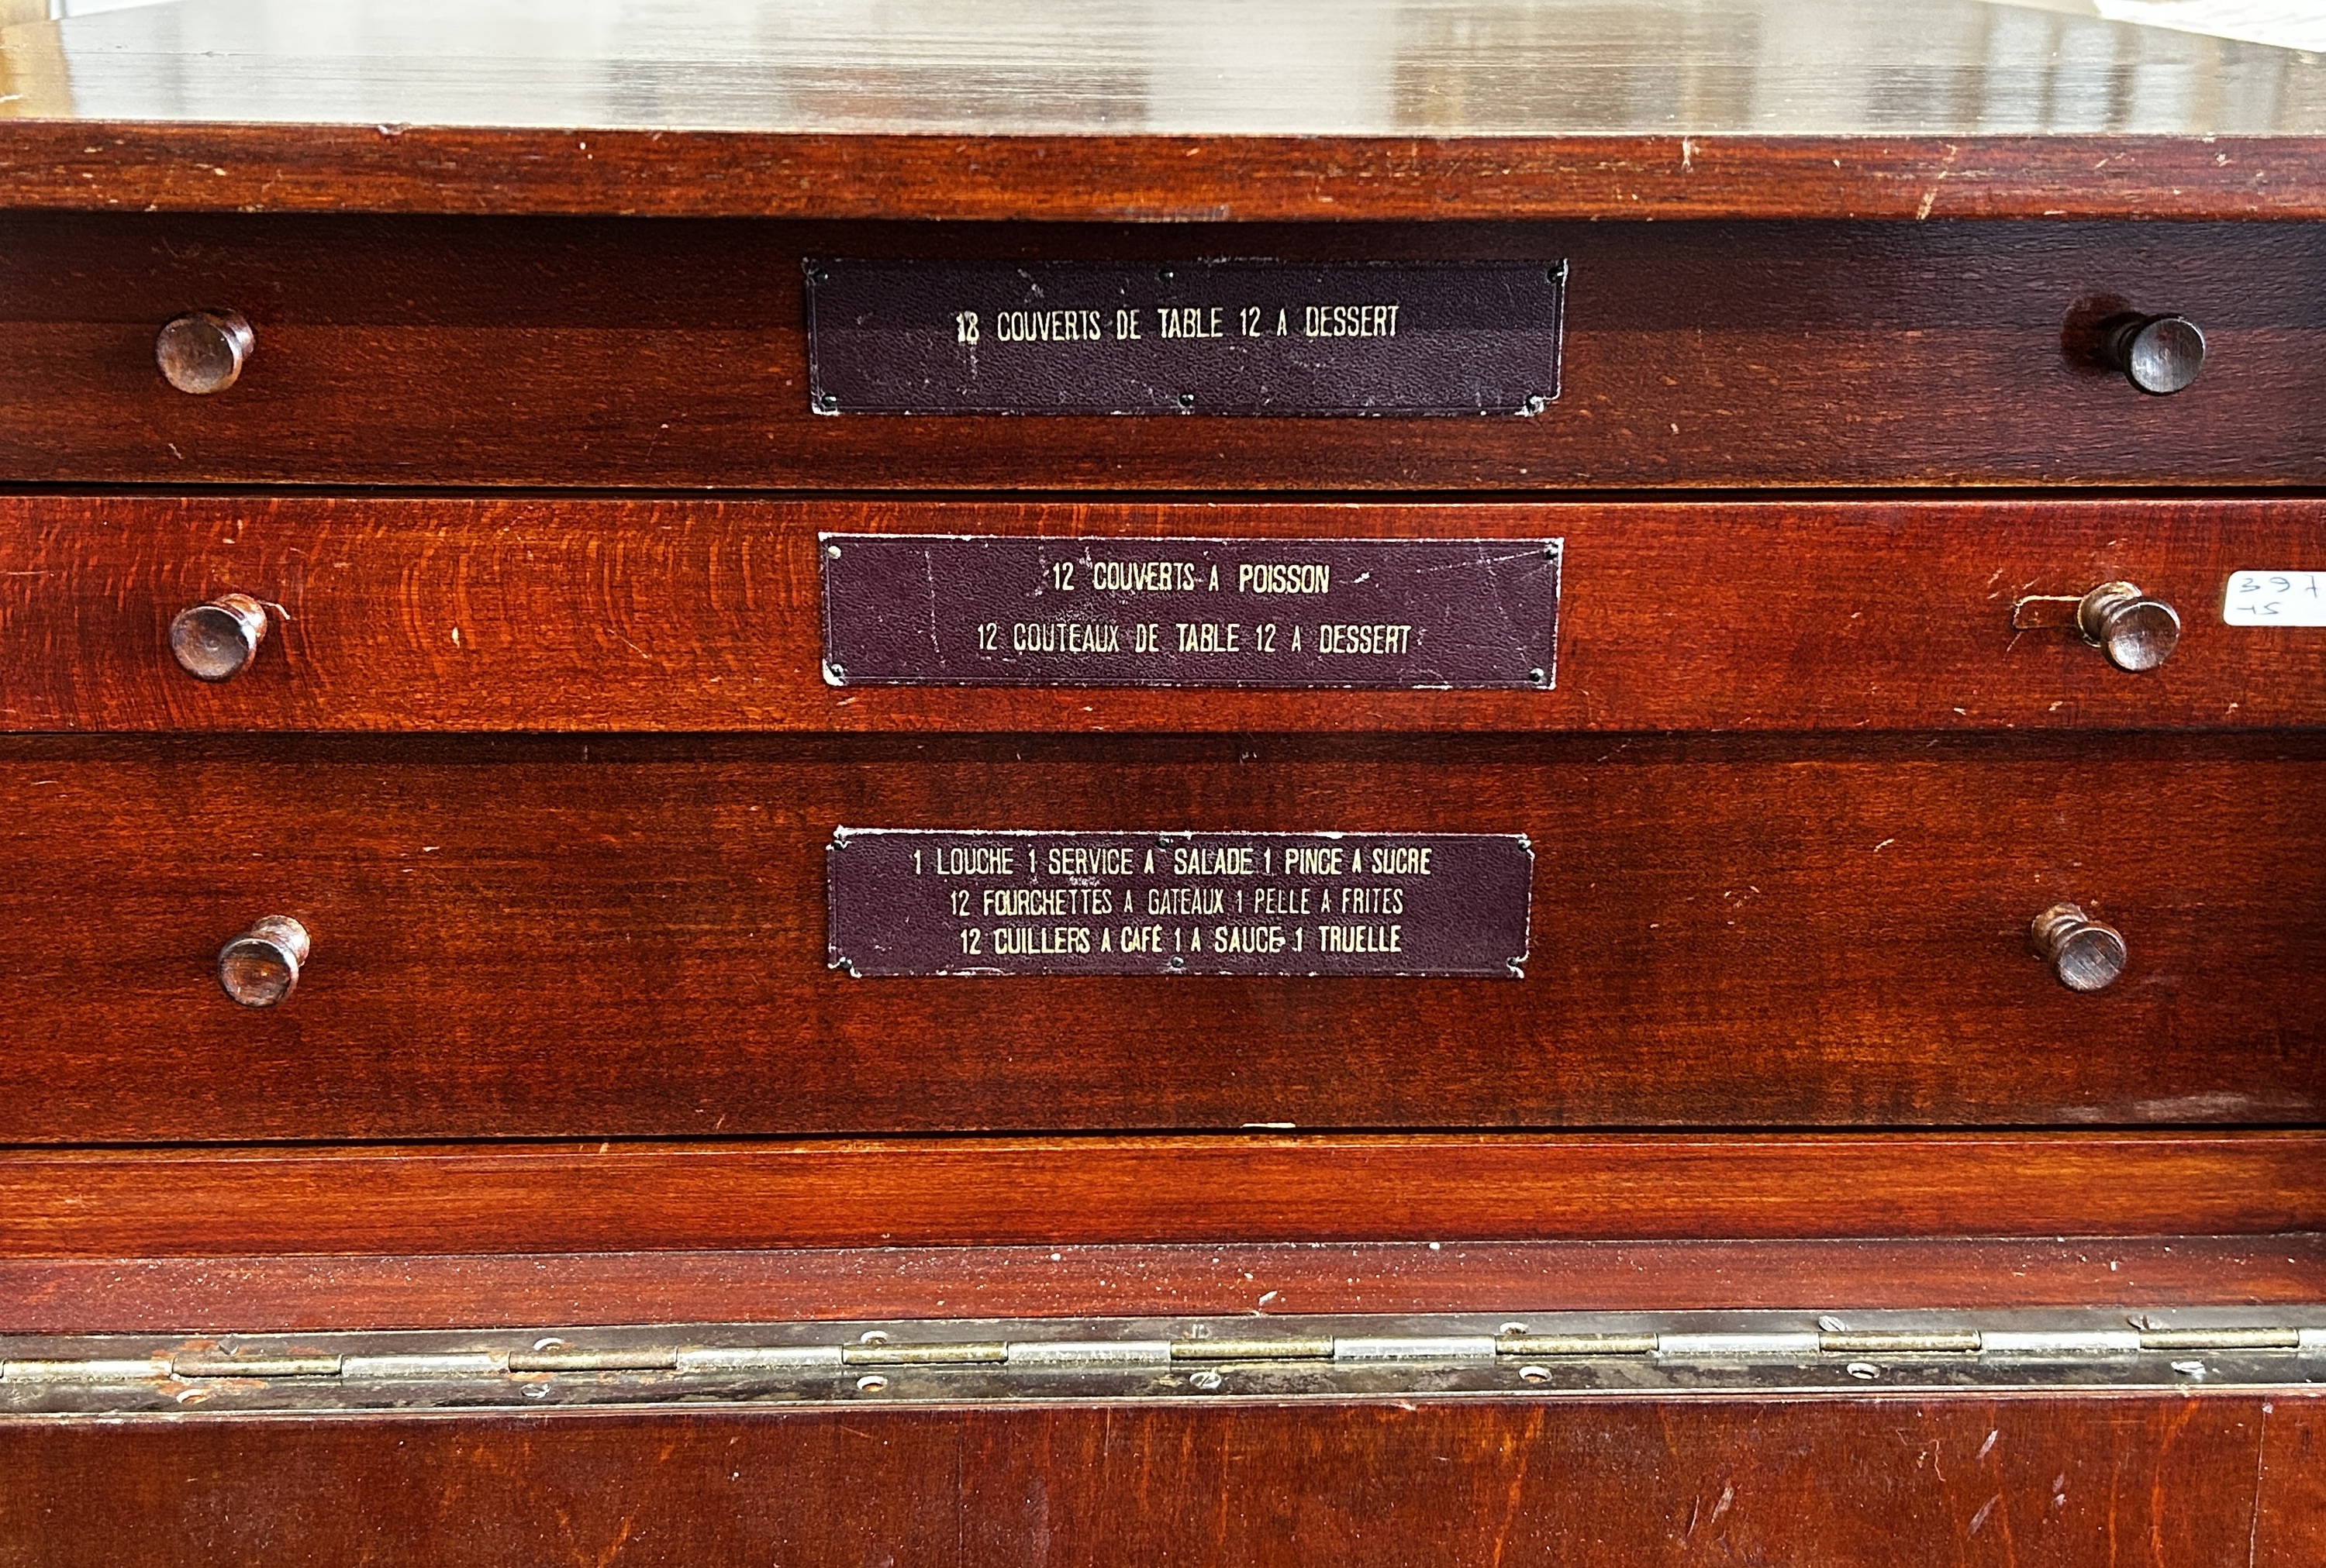 18 COUVERTS DE TABLE 12 A DESSERT
12 COUVERTS A POISSON
12 COUTEAUX DE TABLE 12 A DESSERT
397
1 LOUCHE 1 SERVICE A SALADE 1 PINCE A SUCRE
12 FOURCHETTES A GATEAUX 1 PELLE A FRITES
12 CUILLERS A CAFÉ 1 A SAUCE 1 TRUELLE